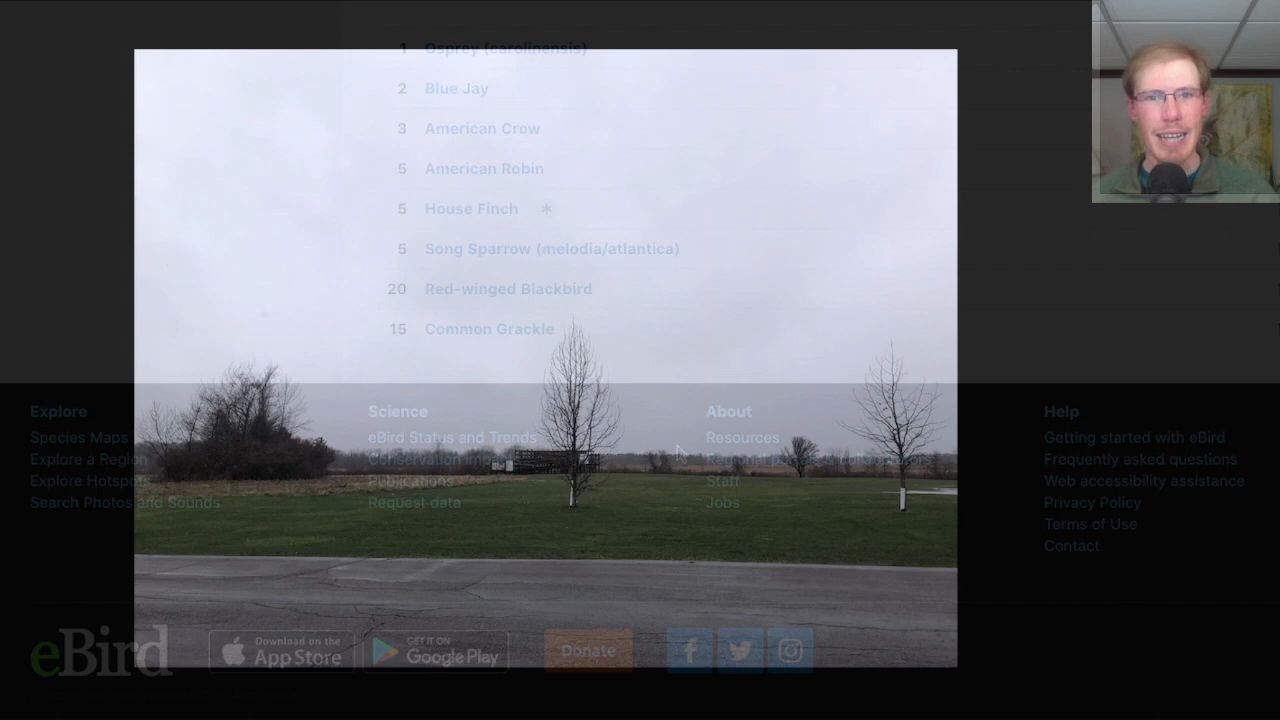 1 Osprey (carolinensis)
2 Blue Jay
3 American Crow
5 American Robin
5 House Finch *
5 Song Sparrow (melodia/atlantica)
20 Red-winged Blackbird
15 Common Grackle
Explore
Species Maps
Explore a Region
Explore Hotspots
Search Photos and Sounds
Science
eBird Status and Trends
Publications
Request data
About
Resources
Staff
Jobs
Help
Getting started with eBird
Frequently asked questions
Web accessibility assistance
Privacy Policy
Terms of Use
Contact
eBird
Download on the
App Store
GET IT ON
Google Play
Donate